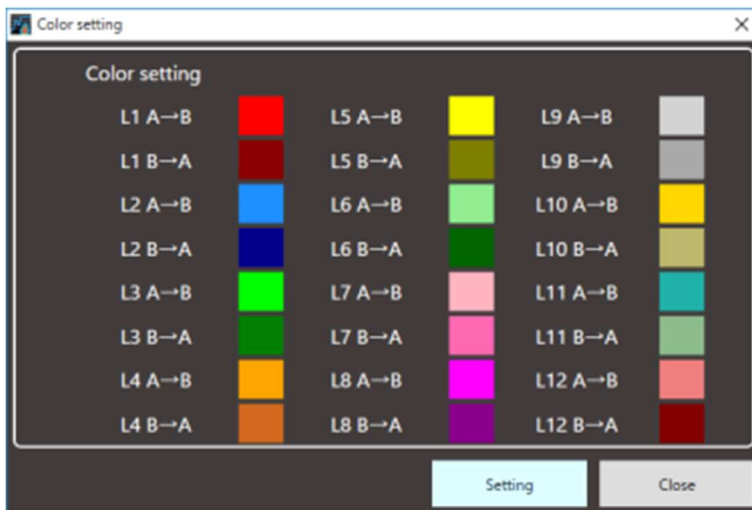 Color setting
Color setting
L1 A→B L5 A→B L9 A→B
L1 B→A L5 B→A L9 B→A
L2 A→B L6 A→B L10 A→B
L2 B→A L6 B→A L10 B→A
L3 A→B L7 A→B L11 A→B
L3 B→A L7 B→A L11 B→A
L4 A→B L8 A→B L12 A→B
L4 B→A L8 B→A L12 B→A
Setting Close